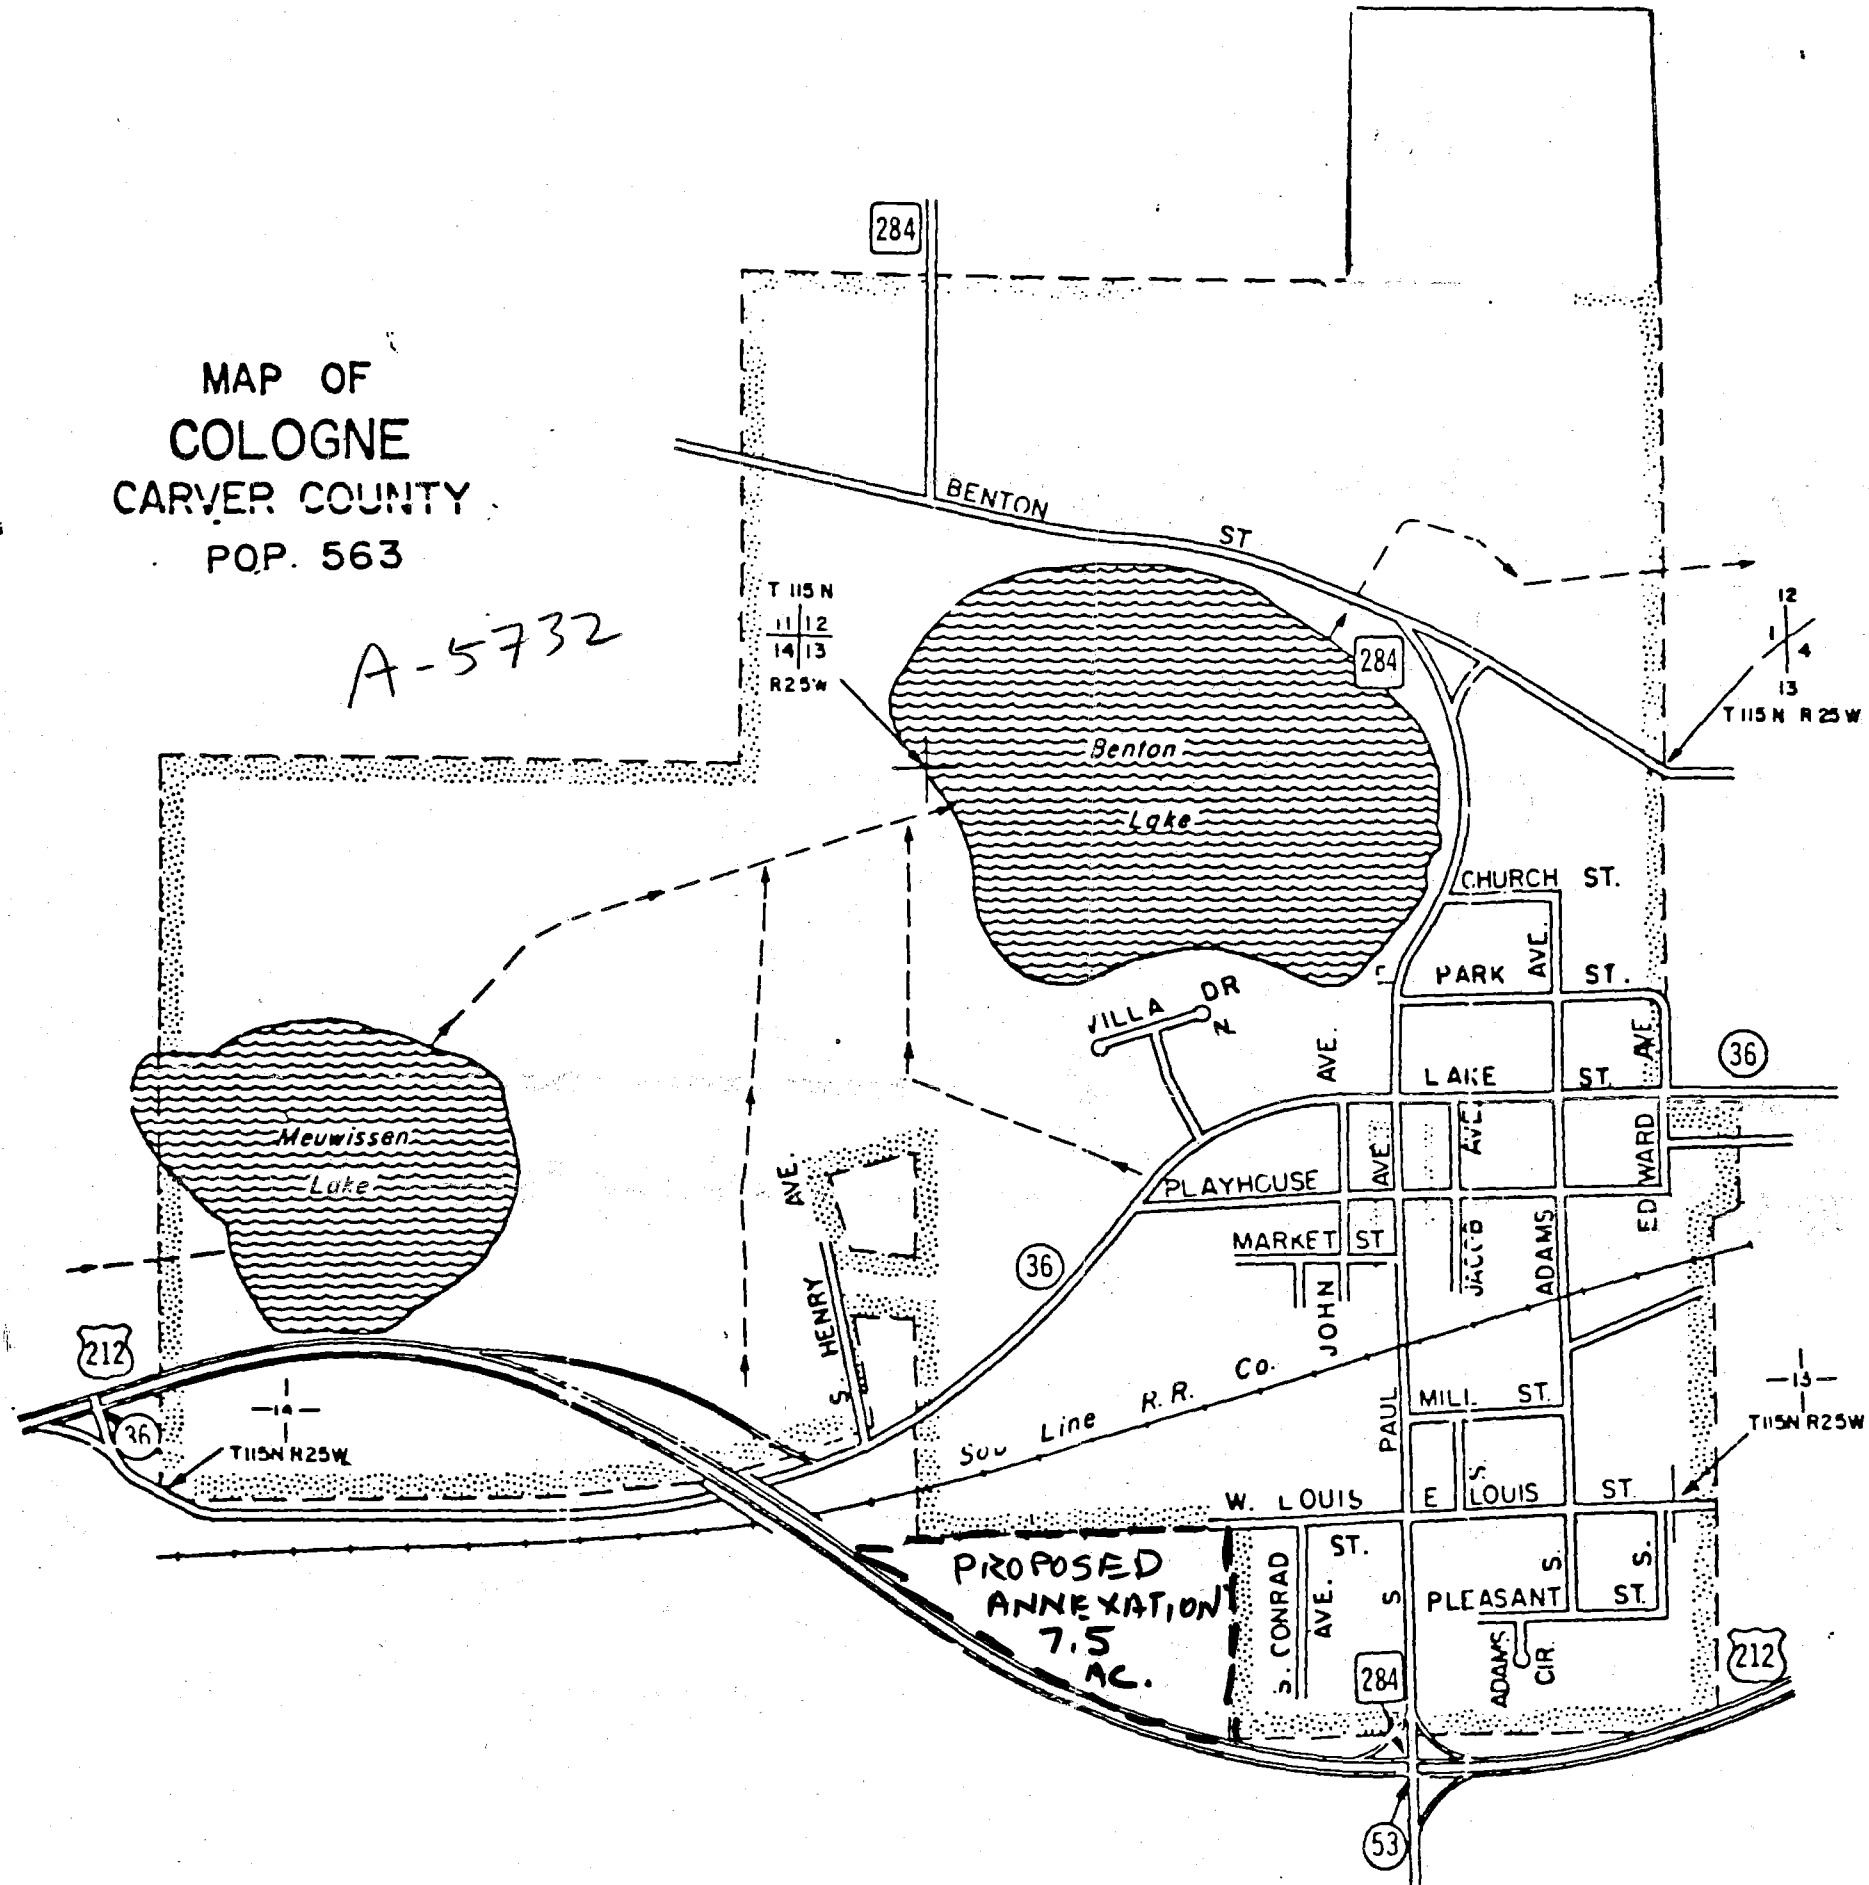 284
MAP OF
COLOGNE
CARVER COUNTY
POP. 563
A-5732
BENTON ST
T 115 N
11 12
14 13
R25W
284
12
1 4
13
T115N R25W
Benton
Lake
CHURCH ST.
PARK ST.
AVE.
VILLA DR
N
AVE.
LAKE ST.
AVE
36
Meuwissen
Lake
AVE.
AVE.
AVE.
EDWARD
PLAYHOUSE
MARKET ST
JACOB
ADAMS
36
S. HENRY
JOHN
212
Soo Line R.R. Co.
PAUL
MILL ST.
-14-
36
T115N R25W
-13-
T115N R25W
S.
W. LOUIS
E LOUIS ST.
ST.
PROPOSED
ANNEXATION
7.5
AC.
S. CONRAD
AVE.
S
S.
S.
PLEASANT ST.
ADAMS
CIR.
284
212
53